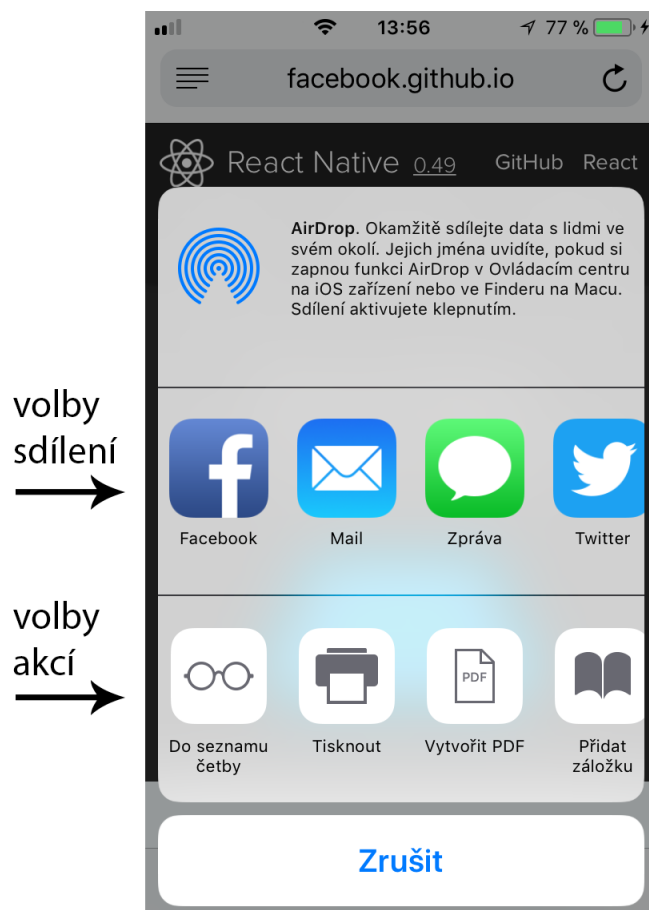 13:56
77 %
facebook.github.io
React Native 0.49 GitHub React
AirDrop. Okamžitě sdílejte data s lidmi ve
svém okolí. Jejich jména uvidíte, pokud si
zapnou funkci AirDrop v Ovládacím centru
na iOS zařízení nebo ve Finderu na Macu.
Sdílení aktivujete klepnutím.
volby
sdílení
Facebook Mail Zpráva Twitter
volby
akcí
PDF
Do seznamu
četby
Tisknout
Vytvořit PDF
Přidat
záložku
Zrušit